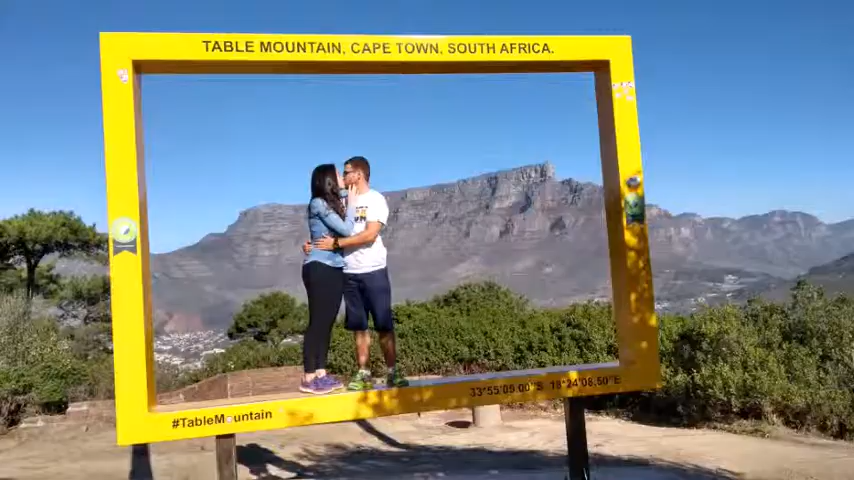 TABLE MOUNTAIN, CAPE TOWN, SOUTH AFRICA.
33°55'05.00"S 18°24'08.50"E
#TableMountain